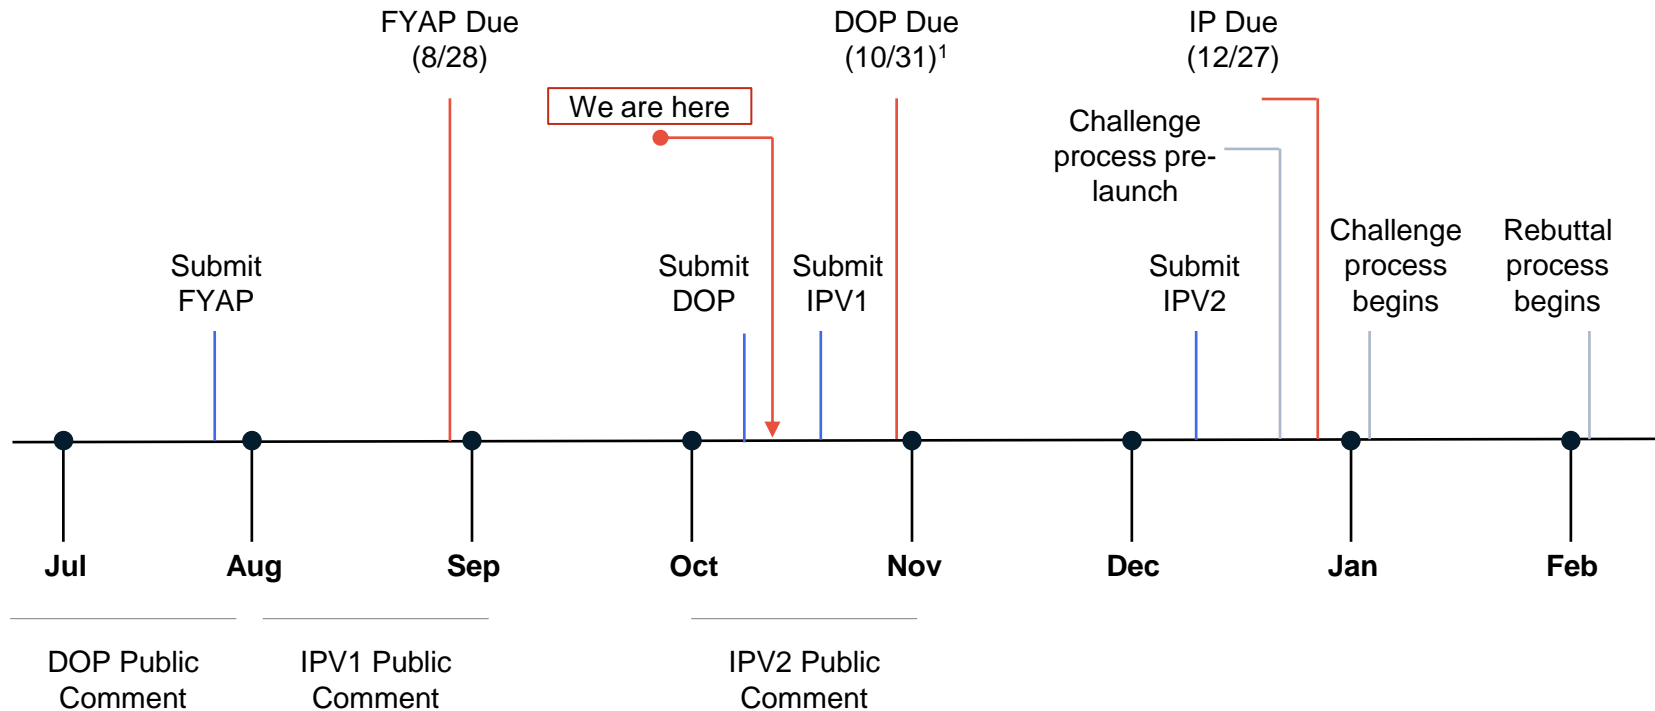 FYAP Due
(8/28)
DOP Due
(10/31)1
IP Due
(12/27)
We are here
Challenge
process pre-
launch
Submit
FYAP
Submit
DOP
Submit
IPV1
Submit
IPV2
Challenge
process
begins
Rebuttal
process
begins
Jul
Aug
Sep
Oct
Nov
Dec
Jan
Feb
DOP Public
Comment
IPV1 Public
Comment
IPV2 Public
Comment